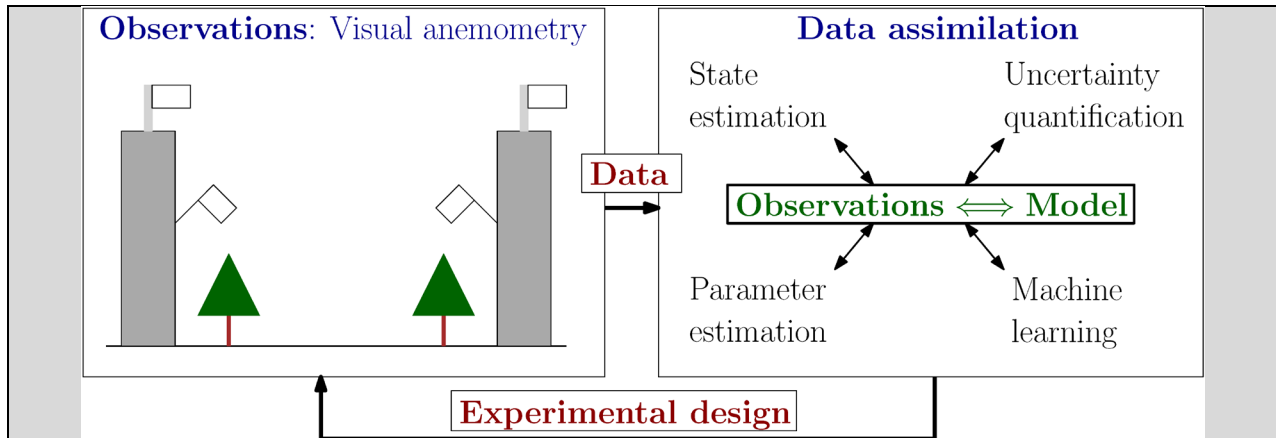 Observations: Visual anemometry
Data assimilation
State
estimation
Uncertainty
quantification
Data
Observations ⟺ Model
Parameter
estimation
Machine
learning
Experimental design